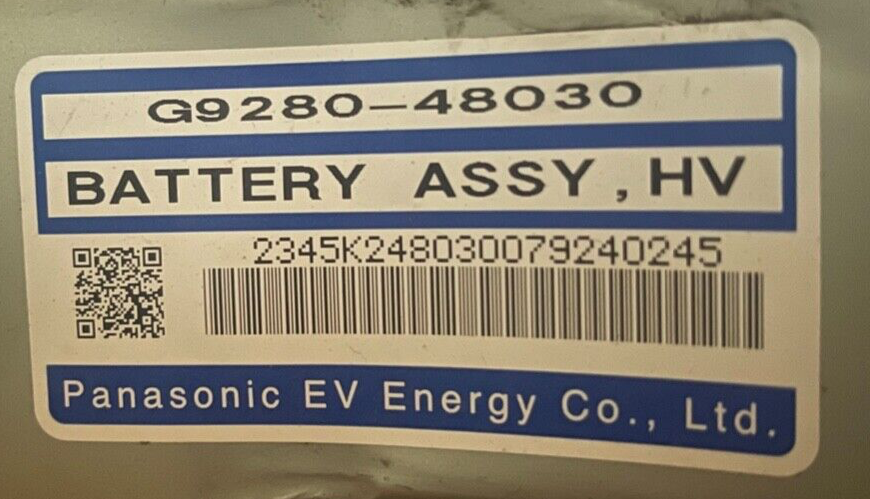 G9280-48030
BATTERY ASSY, HV
2345K248030079240245
Panasonic EV Energy Co., Ltd.